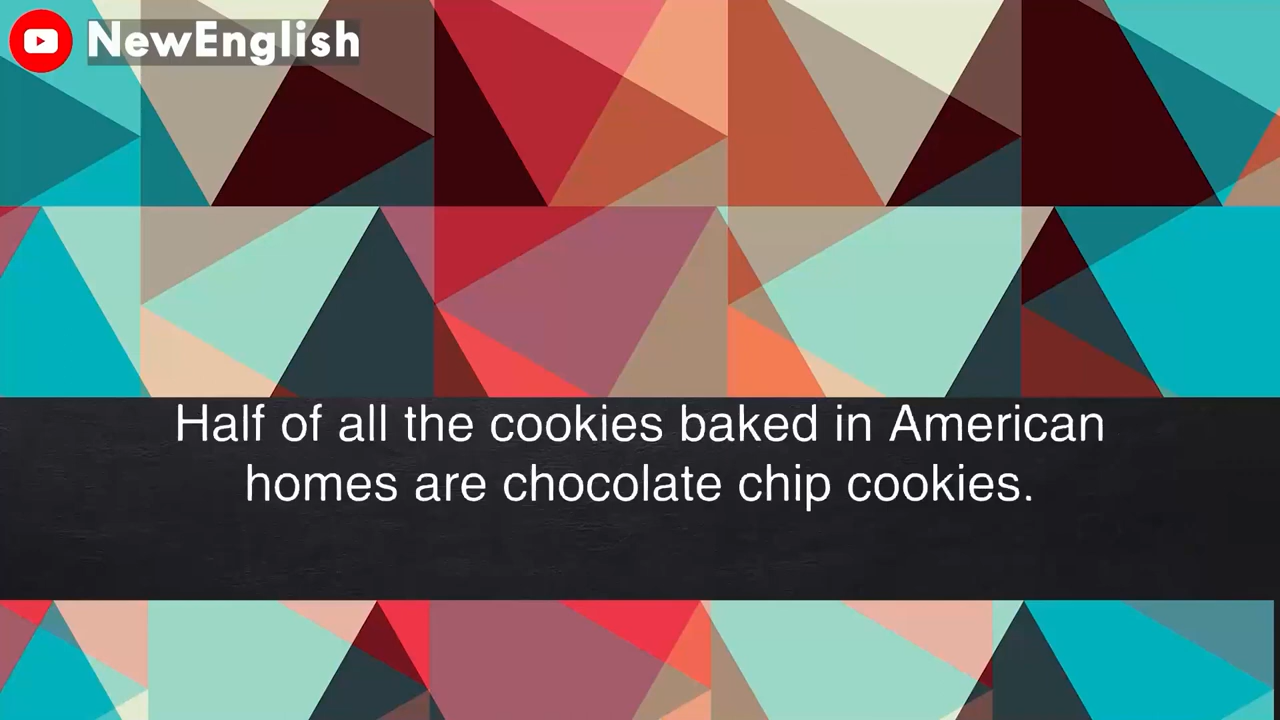 NewEnglish
Half of all the cookies baked in American
homes are chocolate chip cookies.